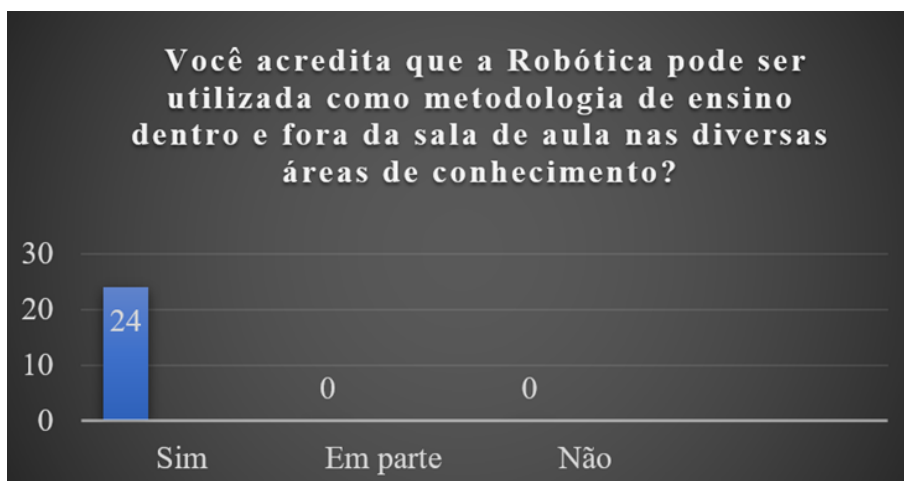 Você acredita que a Robótica pode ser
utilizada como metodologia de ensino
dentro e fora da sala de aula nas diversas
áreas de conhecimento?
30
20
10
0
24
0
0
Sim
Em parte
Não